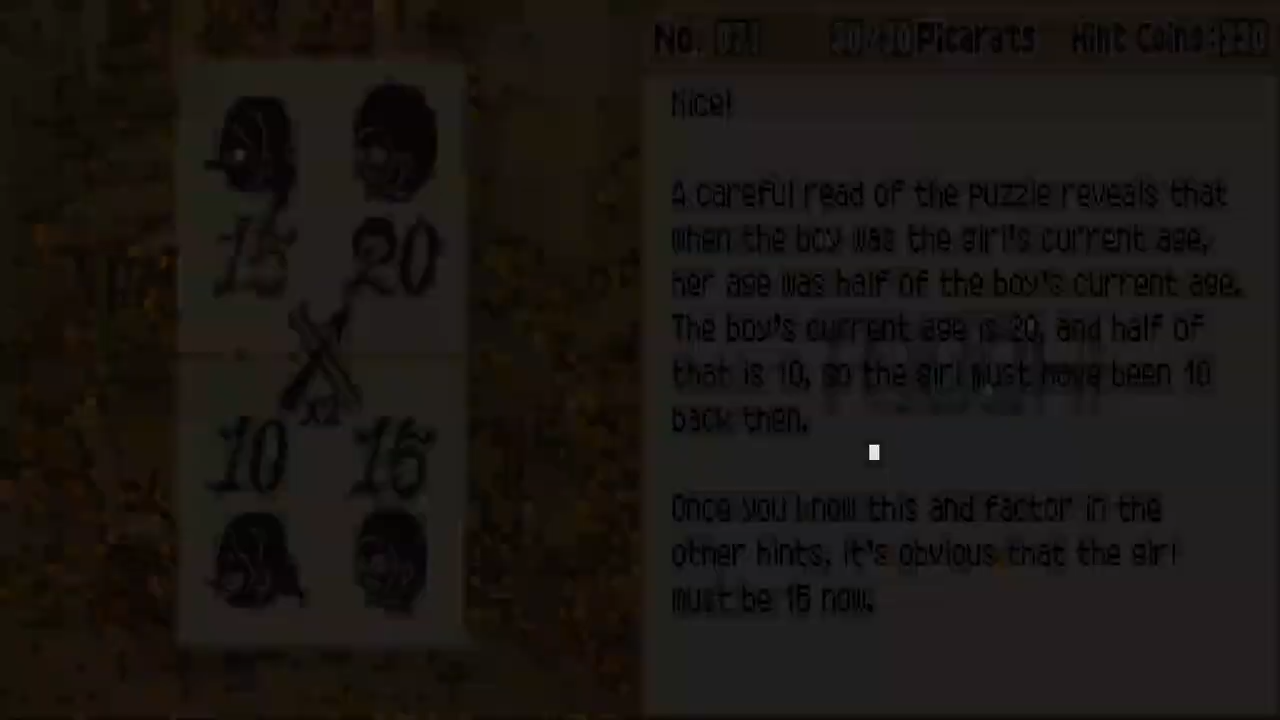 No. Picarats Hint Coins:
Nice!
A careful read of the puzzle reveals that
when the boy was the girl's current age,
her age was half of the boy's current age.
The boy's current age is 20, and half of
that is 10, so the girl must have been 10
back then.
Once you know this and factor in the
other hints, it's obvious that the girl
must be 15 now.
15 20
x2
10 15